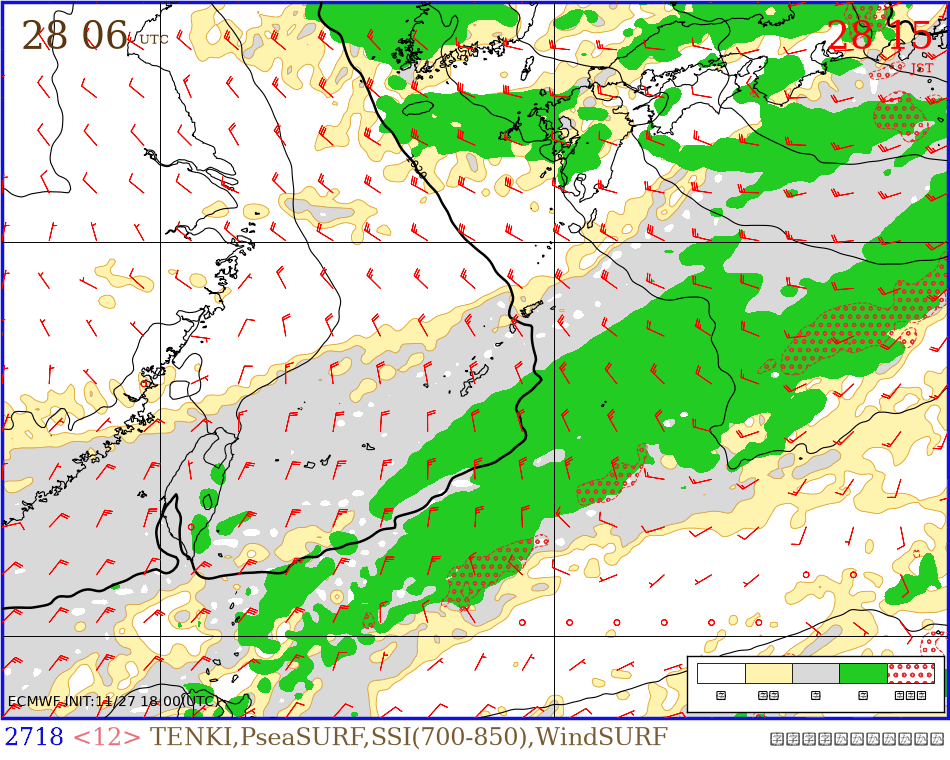 28 06 UTC
28 15 JST
1020
ECMWF.INIT:11/27 18:00(UTC)
2718 <12> TENKI,PseaSURF,SSI(700-850),WindSURF